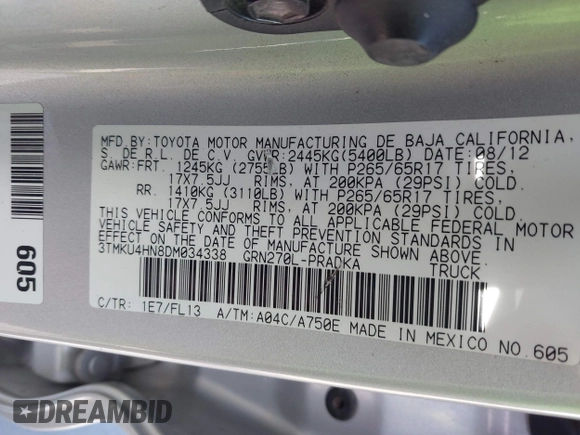 MFD.BY:TOYOTA MOTOR MANUFACTURING DE BAJA CALIFORNIA,
S. DE R.L. DE C.V. GVWR:2445KG(5400LB) DATE:08/12
GAWR:FRT. 1245KG (2755LB) WITH P265/65R17 TIRES,
17X7.5JJ RIMS, AT 200KPA (29PSI) COLD.
RR. 1410KG (3110LB) WITH P265/65R17 TIRES,
17X7.5JJ RIMS, AT 200KPA (29PSI) COLD.
THIS VEHICLE CONFORMS TO ALL APPLICABLE FEDERAL MOTOR
VEHICLE SAFETY AND THEFT PREVENTION STANDARDS IN
EFFECT ON THE DATE OF MANUFACTURE SHOWN ABOVE.
3TMKU4HN8DM034338 GRN270L-PRADKA TRUCK
C/TR: 1E7/FL13 A/TM:A04C/A750E MADE IN MEXICO NO.605
605
DREAMBID